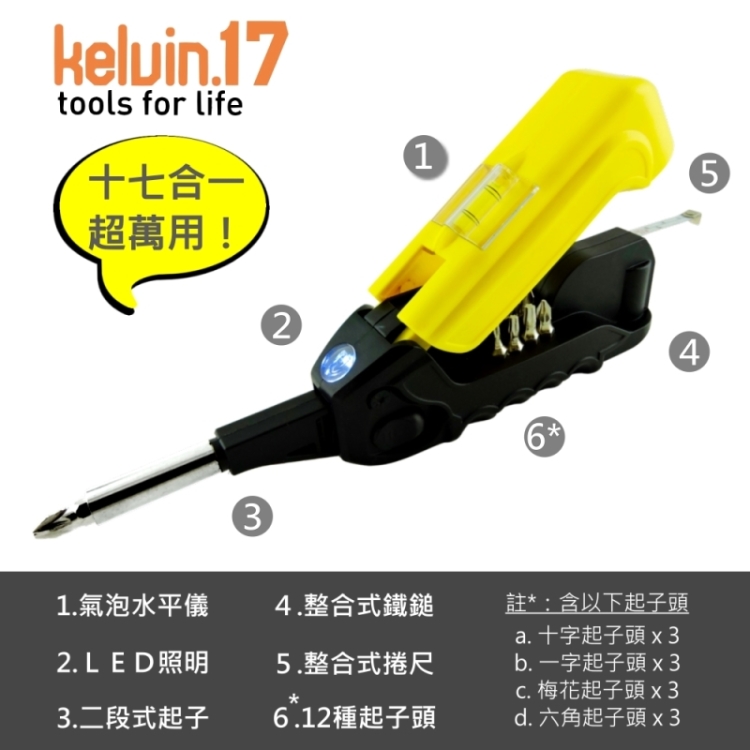 kelvin.17
tools for life
十七合一
超萬用！
1
5
2
4
6*
3
1.氣泡水平儀
2.ＬＥＤ照明
3.二段式起子
4.整合式鐵鎚
5.整合式捲尺
6*.12種起子頭
註*：含以下起子頭
a. 十字起子頭 x 3
b. 一字起子頭 x 3
c. 梅花起子頭 x 3
d. 六角起子頭 x 3